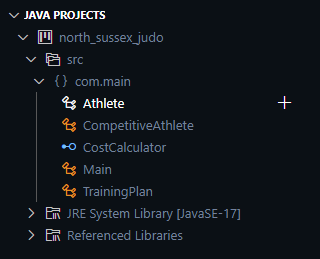 JAVA PROJECTS
north_sussex_judo
src
{ } com.main
Athlete
CompetitiveAthlete
CostCalculator
Main
TrainingPlan
JRE System Library [JavaSE-17]
Referenced Libraries